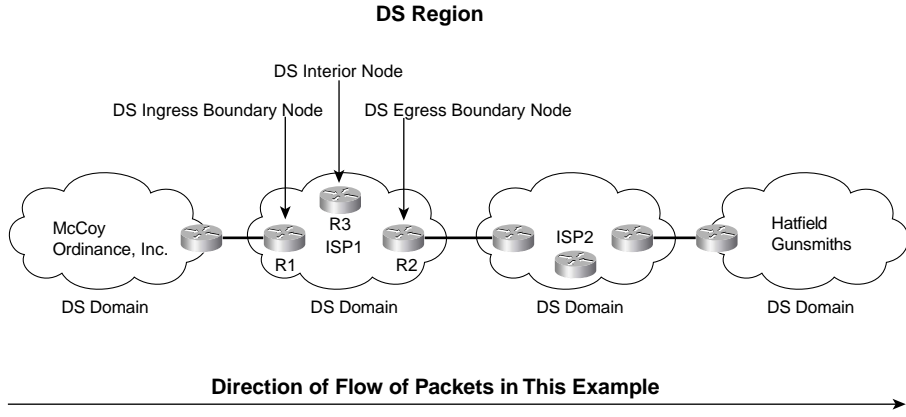 DS Region
DS Interior Node
DS Ingress Boundary Node
DS Egress Boundary Node
McCoy
Ordinance, Inc.
R1
R3
ISP1
R2
ISP2
Hatfield
Gunsmiths
DS Domain
DS Domain
DS Domain
DS Domain
Direction of Flow of Packets in This Example